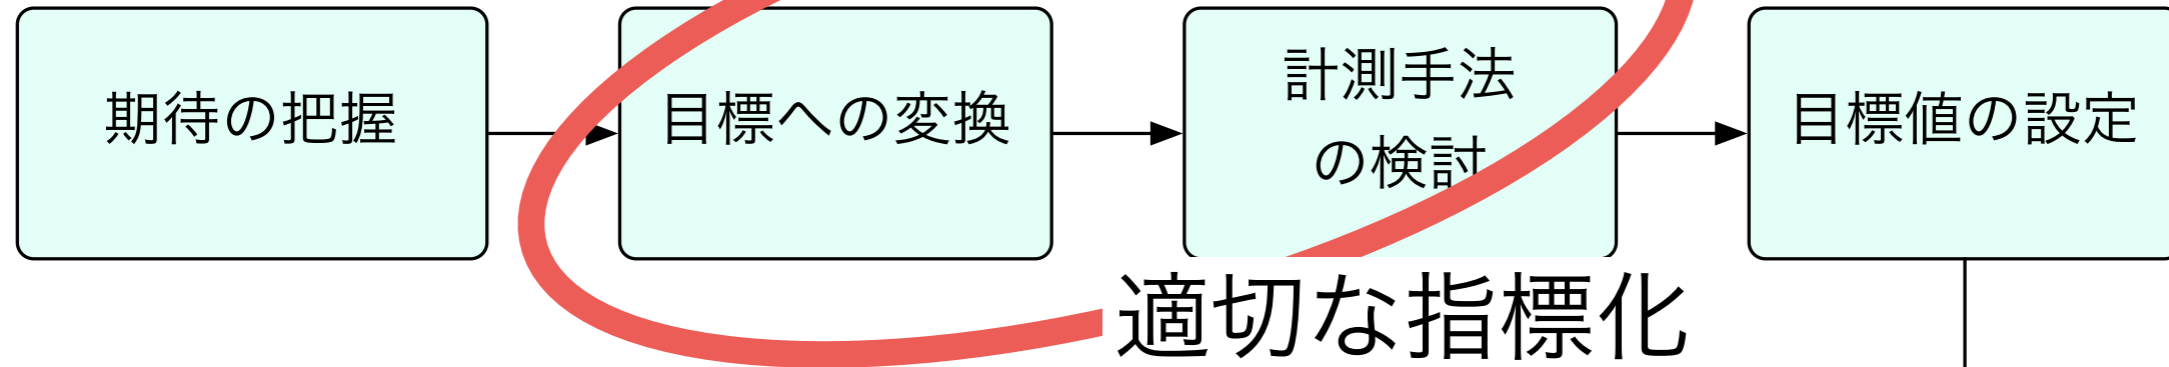 期待の把握
目標への変換
計測手法
の検討
目標値の設定
適切な指標化